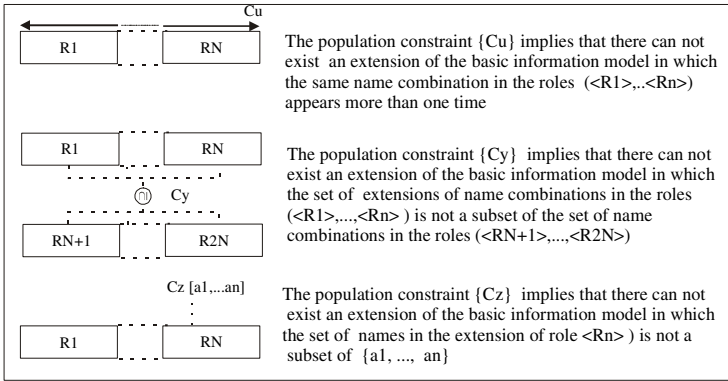 Cu
R1 RN
The population constraint {Cu} implies that there can not
exist an extension of the basic information model in which
the same name combination in the roles (<R1>,..<Rn>)
appears more than one time
R1 RN
Cy
RN+1 R2N
The population constraint {Cy} implies that there can not
exist an extension of the basic information model in which
the set of extensions of name combinations in the roles
(<R1>,...,<Rn> ) is not a subset of the set of name
combinations in the roles (<RN+1>,...,<R2N>)
Cz [a1,...an]
R1 RN
The population constraint {Cz} implies that there can not
exist an extension of the basic information model in which
the set of names in the extension of role <Rn> ) is not a
subset of {a1, ..., an}